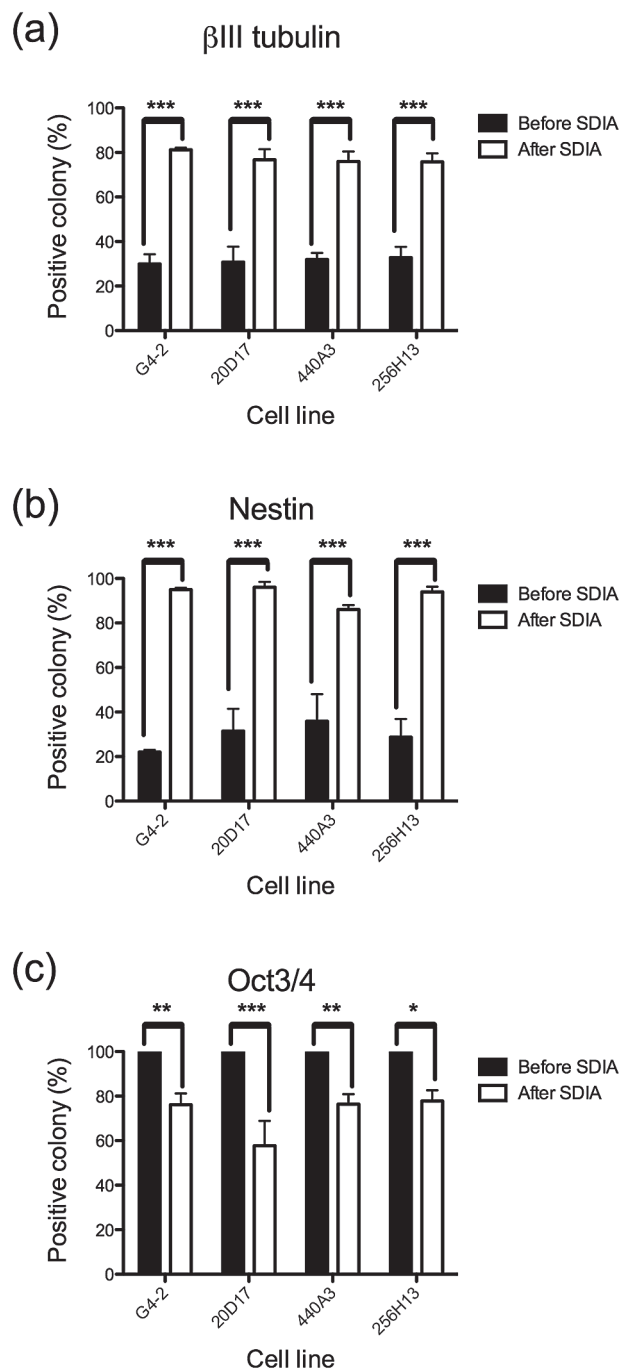 (a)
βIII tubulin
*** *** *** ***
Positive colony (%)
100
80
60
40
20
0
G4-2
20D17
440A3
256H13
Cell line
Before SDIA
After SDIA
(b)
Nestin
*** *** *** ***
Positive colony (%)
100
80
60
40
20
0
G4-2
20D17
440A3
256H13
Cell line
Before SDIA
After SDIA
(c)
Oct3/4
** *** ** *
Positive colony (%)
100
80
60
40
20
0
G4-2
20D17
440A3
256H13
Cell line
Before SDIA
After SDIA